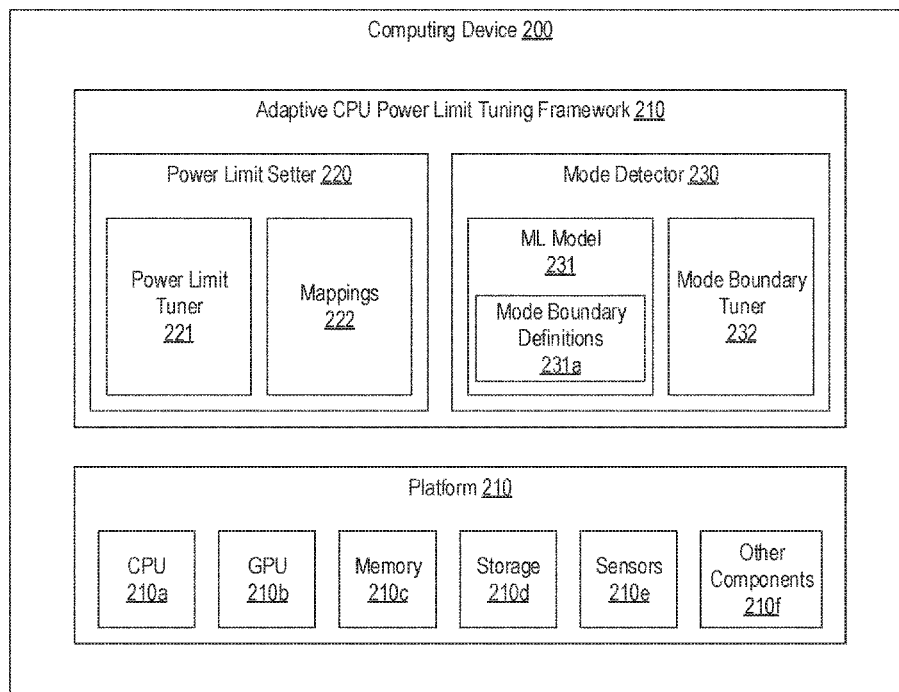 Computing Device 200
Adaptive CPU Power Limit Tuning Framework 210
Power Limit Setter 220
Power Limit
Tuner
221
Mappings
222
Mode Detector 230
ML Model
231
Mode Boundary
Definitions
231a
Mode Boundary
Tuner
232
Platform 210
CPU
210a
GPU
210b
Memory
210c
Storage
210d
Sensors
210e
Other
Components
210f